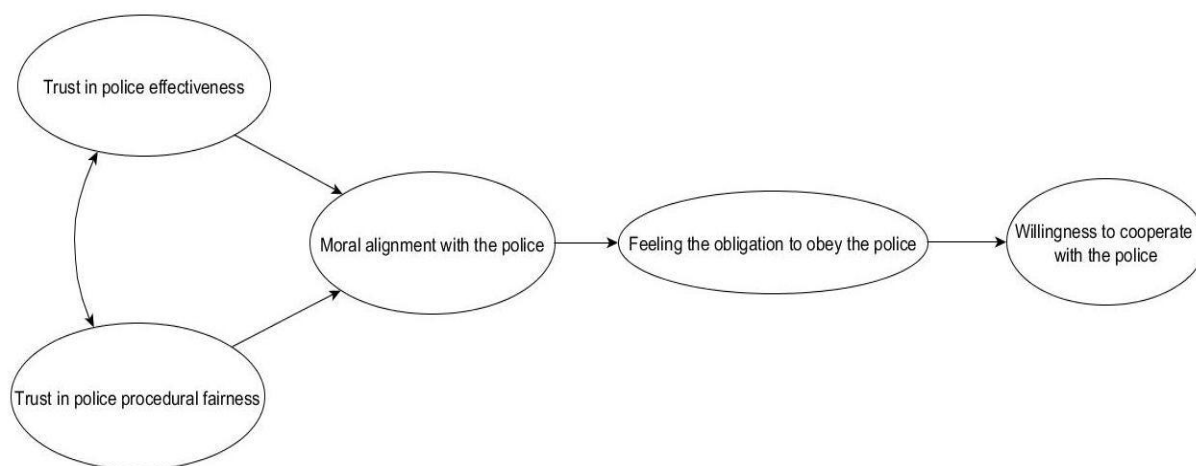 Trust in police effectiveness
Moral alignment with the police
Feeling the obligation to obey the police
Willingness to cooperate
with the police
Trust in police procedural fairness